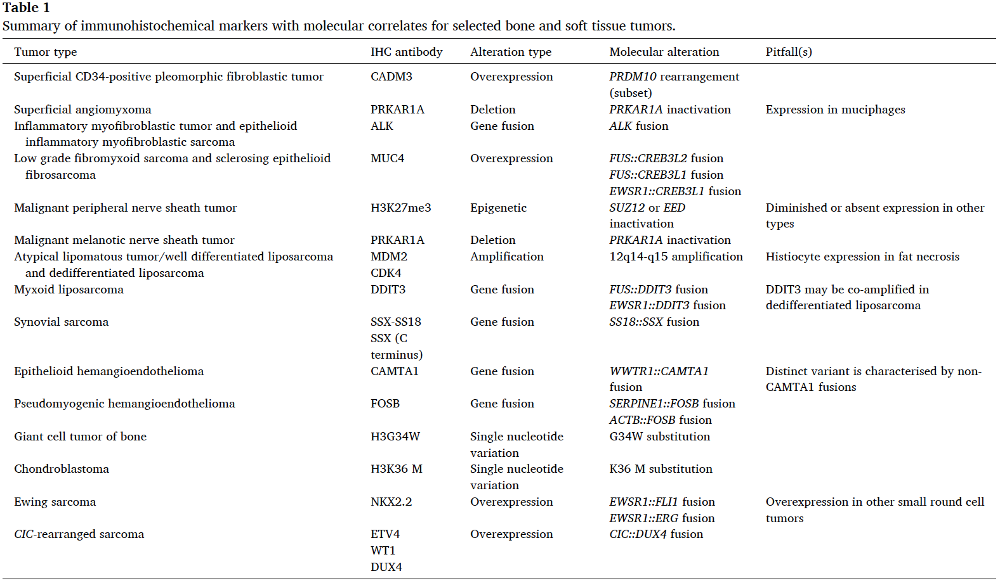 Table 1
Summary of immunohistochemical markers with molecular correlates for selected bone and soft tissue tumors.
Tumor type IHC antibody Alteration type Molecular alteration Pitfall(s)
Superficial CD34-positive pleomorphic fibroblastic tumor CADM3 Overexpression PRDM10 rearrangement
(subset)
Superficial angiomyxoma PRKAR1A Deletion PRKAR1A inactivation Expression in muciphages
Inflammatory myofibroblastic tumor and epithelioid ALK Gene fusion ALK fusion
inflammatory myofibroblastic sarcoma
Low grade fibromyxoid sarcoma and sclerosing epithelioid MUC4 Overexpression FUS::CREB3L2 fusion
fibrosarcoma FUS::CREB3L1 fusion
EWSR1::CREB3L1 fusion
Malignant peripheral nerve sheath tumor H3K27me3 Epigenetic SUZ12 or EED Diminished or absent expression in other
inactivation types
Malignant melanotic nerve sheath tumor PRKAR1A Deletion PRKAR1A inactivation
Atypical lipomatous tumor/well differentiated liposarcoma MDM2 Amplification 12q14-q15 amplification Histiocyte expression in fat necrosis
and dedifferentiated liposarcoma CDK4
Myxoid liposarcoma DDIT3 Gene fusion FUS::DDIT3 fusion DDIT3 may be co-amplified in
EWSR1::DDIT3 fusion dedifferentiated liposarcoma
Synovial sarcoma SSX-SS18 Gene fusion SS18::SSX fusion
SSX (C
terminus)
Epithelioid hemangioendothelioma CAMTA1 Gene fusion WWTR1::CAMTA1 Distinct variant is characterised by non-
fusion CAMTA1 fusions
Pseudomyogenic hemangioendothelioma FOSB Gene fusion SERPINE1::FOSB fusion
ACTB::FOSB fusion
Giant cell tumor of bone H3G34W Single nucleotide G34W substitution
variation
Chondroblastoma H3K36 M Single nucleotide K36 M substitution
variation
Ewing sarcoma NKX2.2 Overexpression EWSR1::FLI1 fusion Overexpression in other small round cell
EWSR1::ERG fusion tumors
CIC-rearranged sarcoma ETV4 Overexpression CIC::DUX4 fusion
WT1
DUX4